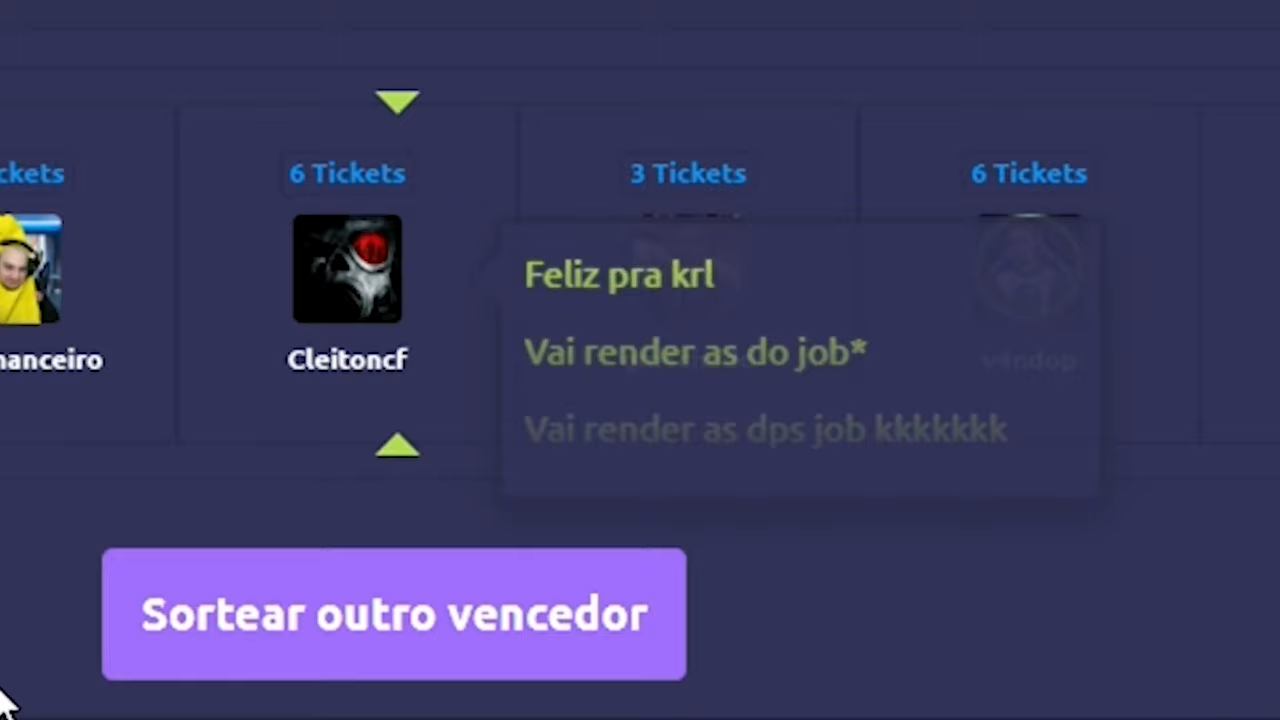 ckets
6 Tickets
3 Tickets
6 Tickets
Feliz pra krl
Vai render as do job*
Vai render as dps job kkkkkkk
nanceiro
Cleitoncf
vendop
Sortear outro vencedor